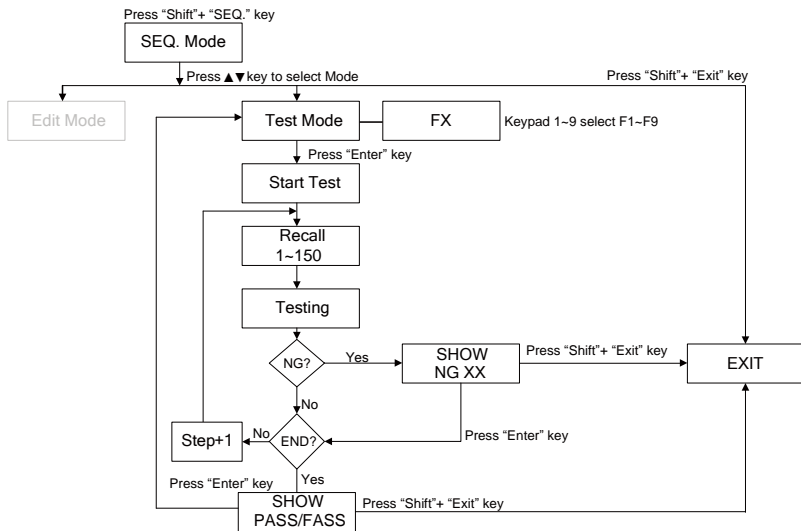 Press “Shift”+ “SEQ.” key
SEQ. Mode
Press ▲▼ key to select Mode
Press “Shift”+ “Exit” key
Edit Mode
Test Mode
FX
Keypad 1~9 select F1~F9
Press “Enter” key
Start Test
Recall
1~150
Testing
NG?
Yes
SHOW
NG XX
Press “Shift”+ “Exit” key
EXIT
No
Press “Enter” key
Step+1
No
END?
Yes
Press “Enter” key
SHOW
PASS/FASS
Press “Shift”+ “Exit” key